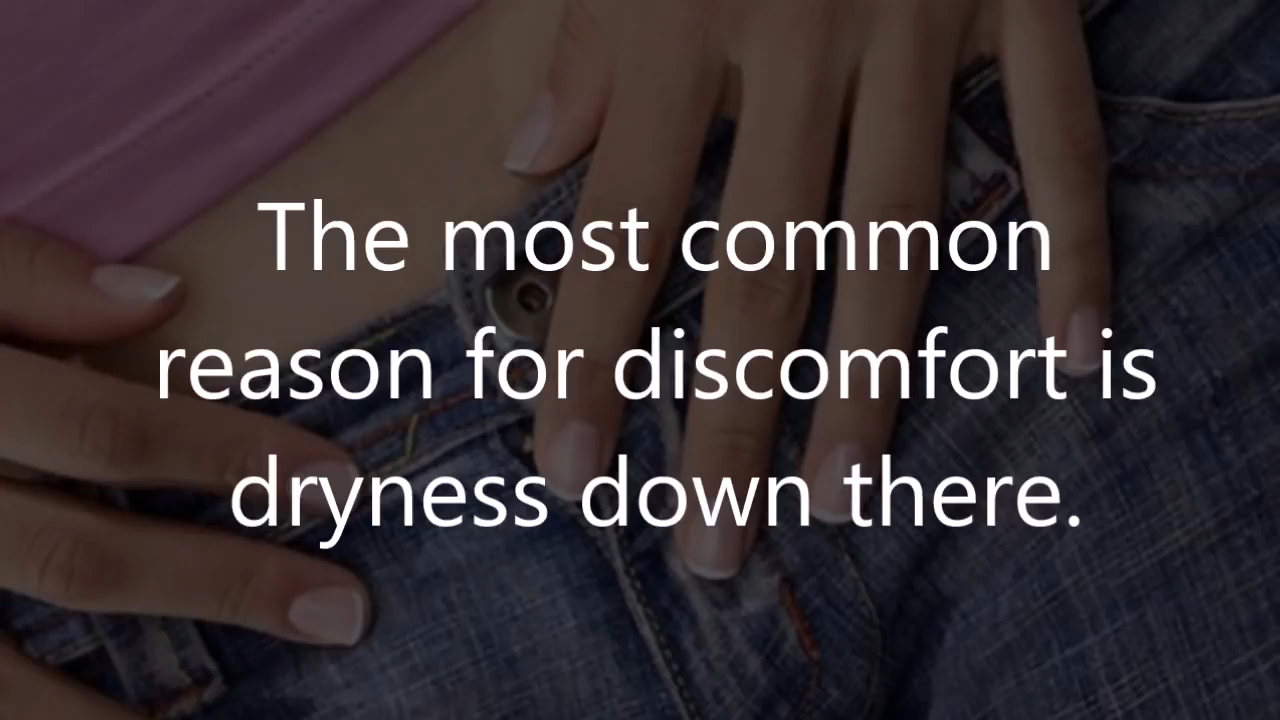 The most common
reason for discomfort is
dryness down there.